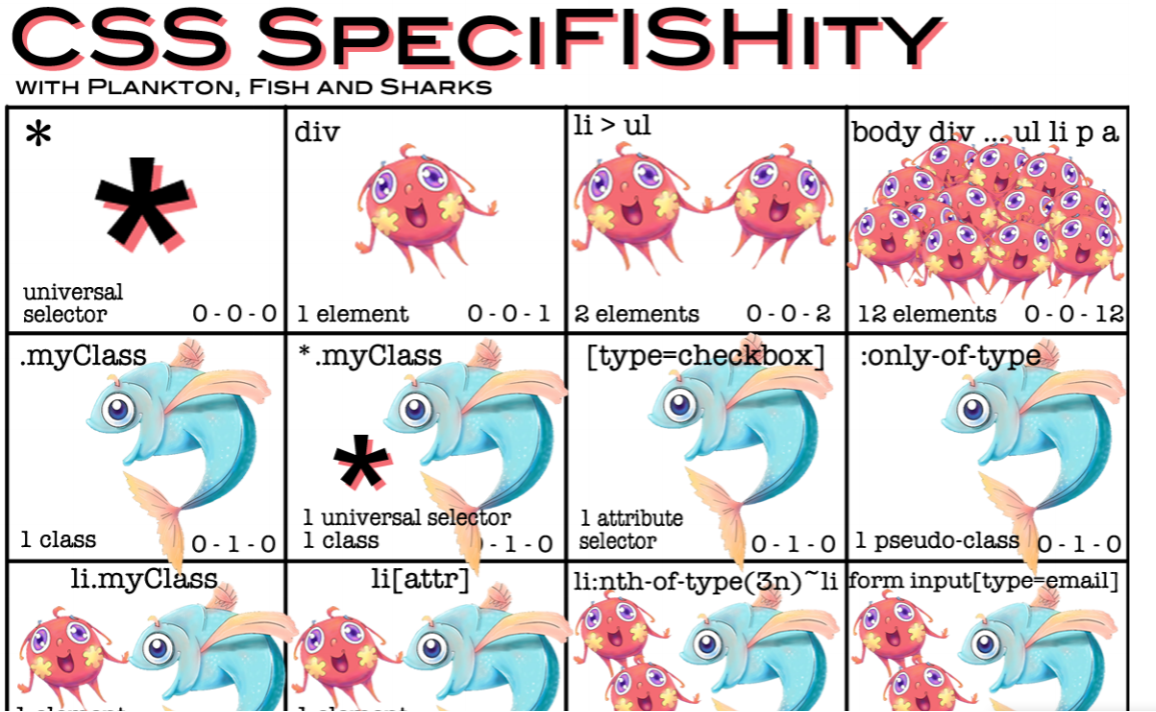 CSS SpeciFISHity
with Plankton, Fish and Sharks
*
*
universal
selector
0-0-0
div
1 element
0-0-1
li > ul
2 elements
0-0-2
body div ... ul li p a
12 elements
0-0-12
.myClass
1 class
0-1-0
*.myClass
*
1 universal selector
1 class
0-1-0
[type=checkbox]
1 attribute
selector
0-1-0
:only-of-type
1 pseudo-class
0-1-0
li.myClass
1 element
li[attr]
1 element
li:nth-of-type(3n)~li
form input[type=email]